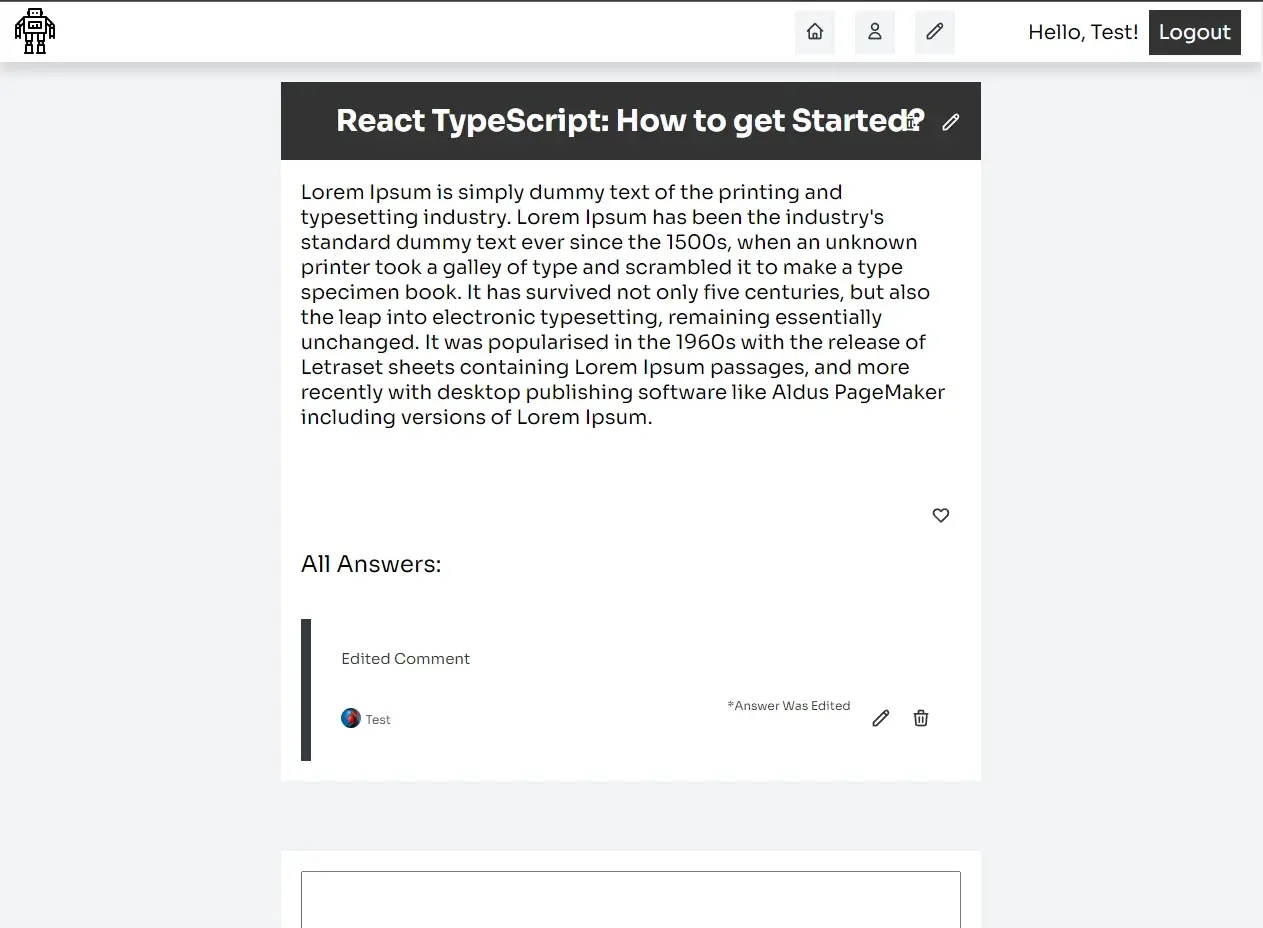 Hello, Test! Logout
React TypeScript: How to get Started?
Lorem Ipsum is simply dummy text of the printing and
typesetting industry. Lorem Ipsum has been the industry's
standard dummy text ever since the 1500s, when an unknown
printer took a galley of type and scrambled it to make a type
specimen book. It has survived not only five centuries, but also
the leap into electronic typesetting, remaining essentially
unchanged. It was popularised in the 1960s with the release of
Letraset sheets containing Lorem Ipsum passages, and more
recently with desktop publishing software like Aldus PageMaker
including versions of Lorem Ipsum.
All Answers:
Edited Comment
*Answer Was Edited
Test